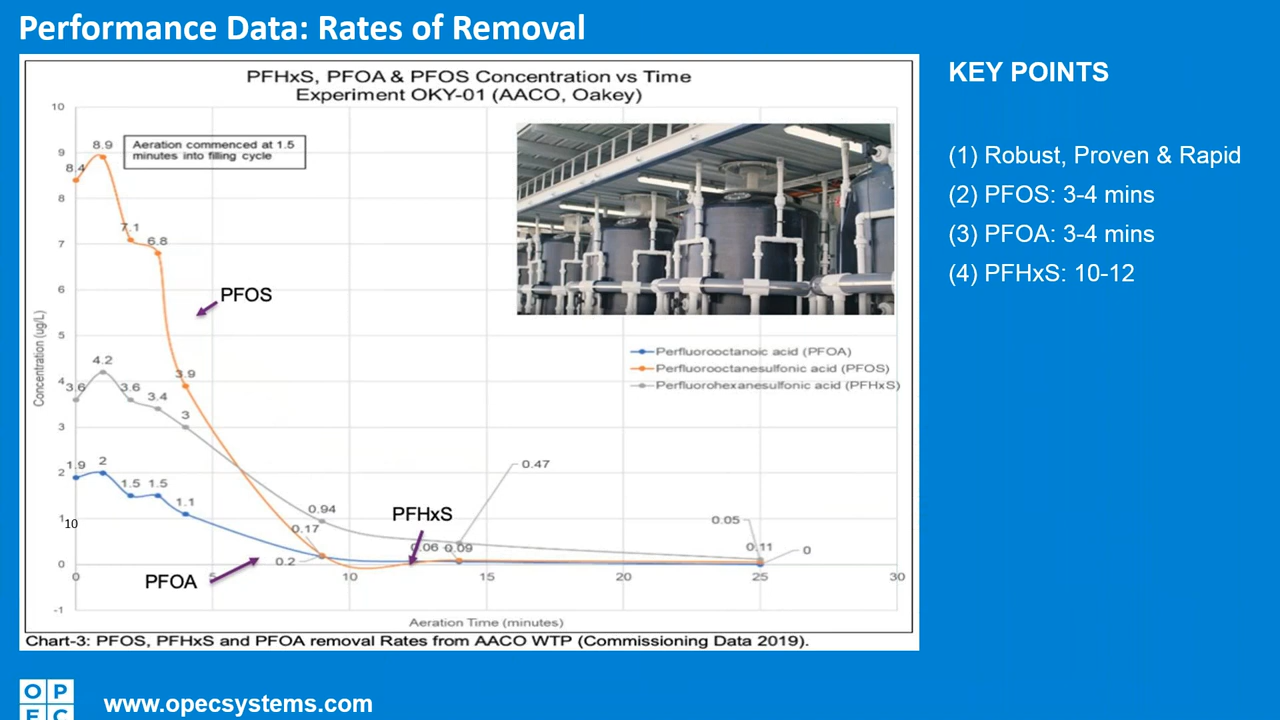 Performance Data: Rates of Removal
PFHxS, PFOA & PFOS Concentration vs Time
Experiment OKY-01 (AACO, Oakey)
Aeration commenced at 1.5
minutes into filling cycle
10
9
8
7
6
5
4
3
2
1
0
-1
Concentration (ug/L)
8.4
8.9
7.1
6.8
3.9
PFOS
3.6
4.2
3.6
3.4
3
1.9
2
1.5
1.5
1.1
10
0.94
0.17
0.2
PFHxS
0.47
0.06
0.09
0.05
0.11
0
PFOA
Perfluorooctanoic acid (PFOA)
Perfluorooctanesulfonic acid (PFOS)
Perfluorohexanesulfonic acid (PFHxS)
0
5
10
15
20
25
30
Aeration Time (minutes)
Chart-3: PFOS, PFHxS and PFOA removal Rates from AACO WTP (Commissioning Data 2019).
KEY POINTS
(1) Robust, Proven & Rapid
(2) PFOS: 3-4 mins
(3) PFOA: 3-4 mins
(4) PFHxS: 10-12
OP
EC
www.opecsystems.com